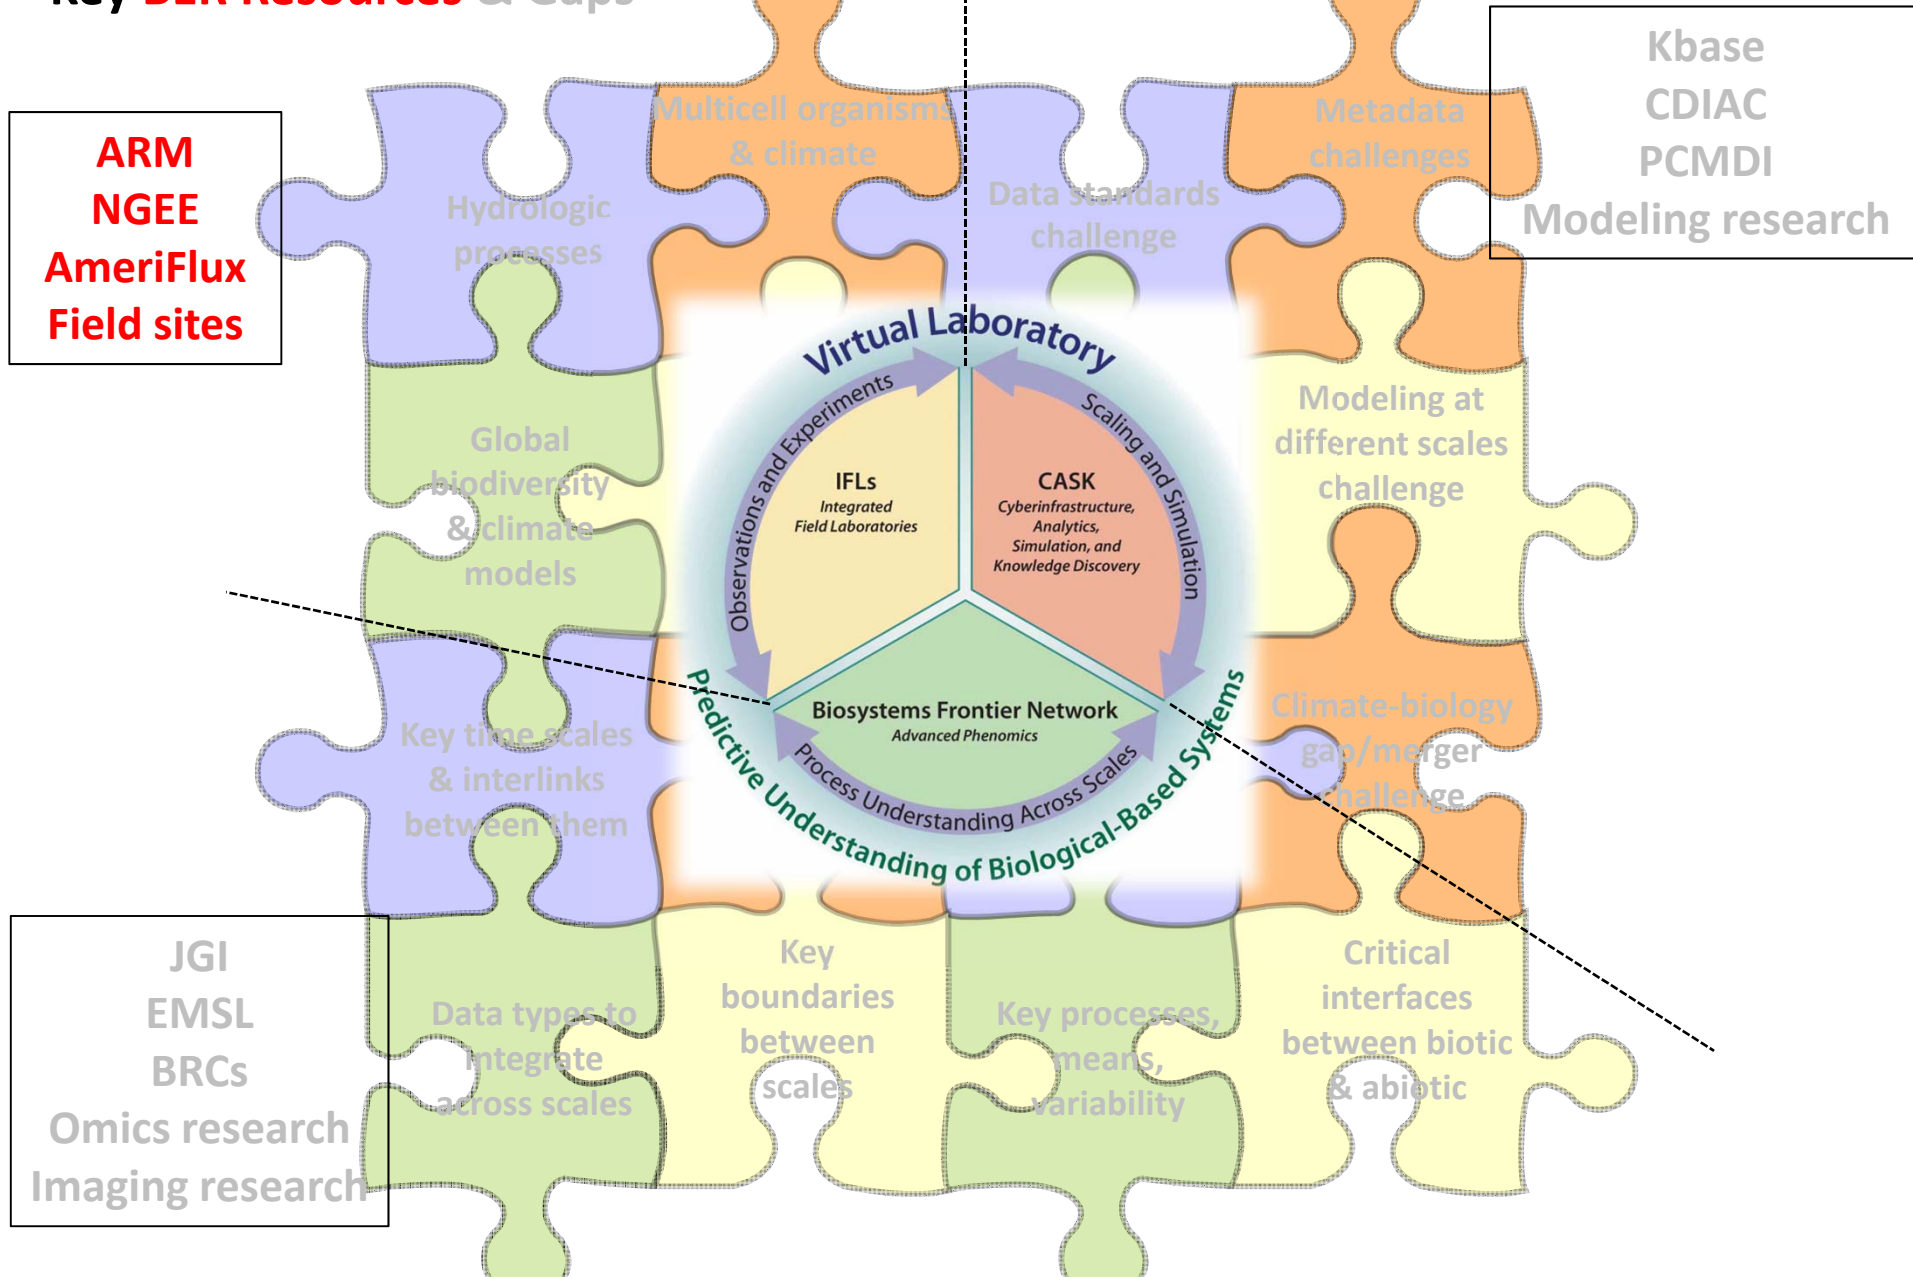 Key BER Resources & Gaps
Kbase
CDIAC
PCMDI
Modeling research
ARM
NGEE
AmeriFlux
Field sites
Multicell organisms
& climate
Metadata
challenges
Hydrologic
processes
Data standards
challenge
Virtual Laboratory
Observations and Experiments
Scaling and Simulation
IFLs
Integrated
Field Laboratories
CASK
Cyberinfrastructure,
Analytics,
Simulation, and
Knowledge Discovery
Global
biodiversity
& climate
models
Modeling at
different scales
challenge
Biosystems Frontier Network
Advanced Phenomics
Process Understanding Across Scales
Predictive Understanding of Biological-Based Systems
Key time scales
& interlinks
between them
Climate-biology
gap/merger
challenge
JGI
EMSL
BRCs
Omics research
Imaging research
Data types to
integrate
across scales
Key
boundaries
between
scales
Key processes,
means,
variability
Critical
interfaces
between biotic
& abiotic